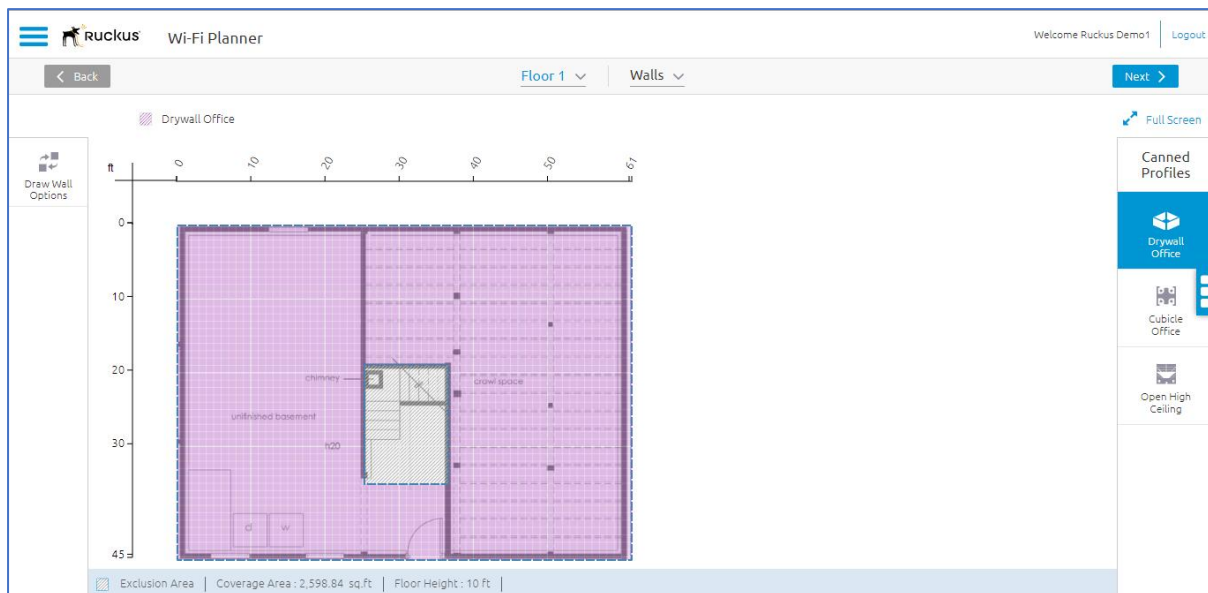 Ruckus Wi-Fi Planner Welcome Ruckus Demo1 Logout
Back Floor 1 Walls Next
Drywall Office Full Screen
Draw Wall
Options
ft 0 10 20 30 40 50 61
0
10
20
30
45
chimney
crawl space
unfinished basement
h20
d w
up
Canned
Profiles
Drywall
Office
Cubicle
Office
Open High
Ceiling
Exclusion Area | Coverage Area : 2,598.84 sq.ft | Floor Height : 10 ft |